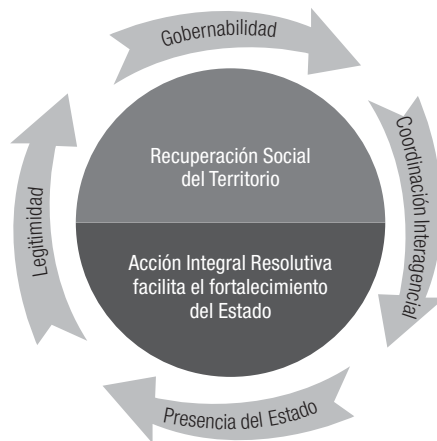 Gobernabilidad
Coordinación Interagencial
Presencia del Estado
Legitimidad
Recuperación Social
del Territorio
Acción Integral Resolutiva
facilita el fortalecimiento
del Estado